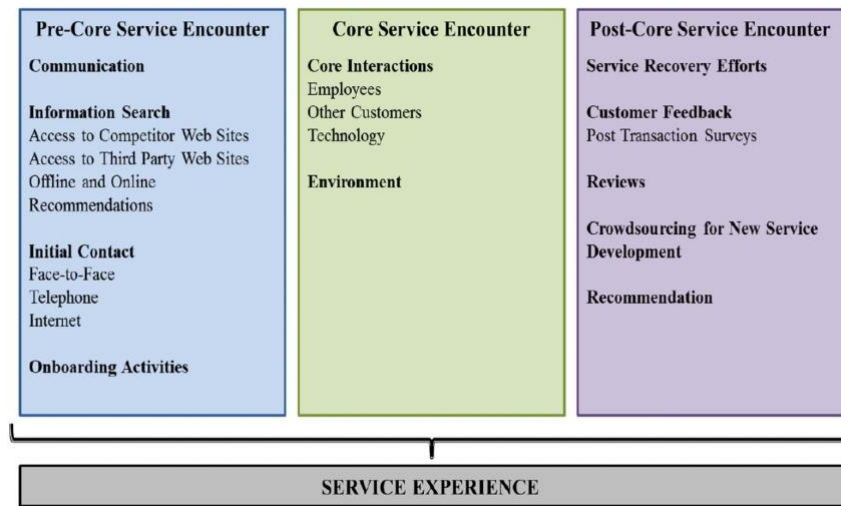 Pre-Core Service Encounter
Communication
Information Search
Access to Competitor Web Sites
Access to Third Party Web Sites
Offline and Online
Recommendations
Initial Contact
Face-to-Face
Telephone
Internet
Onboarding Activities
Core Service Encounter
Core Interactions
Employees
Other Customers
Technology
Environment
Post-Core Service Encounter
Service Recovery Efforts
Customer Feedback
Post Transaction Surveys
Reviews
Crowdsourcing for New Service
Development
Recommendation
SERVICE EXPERIENCE